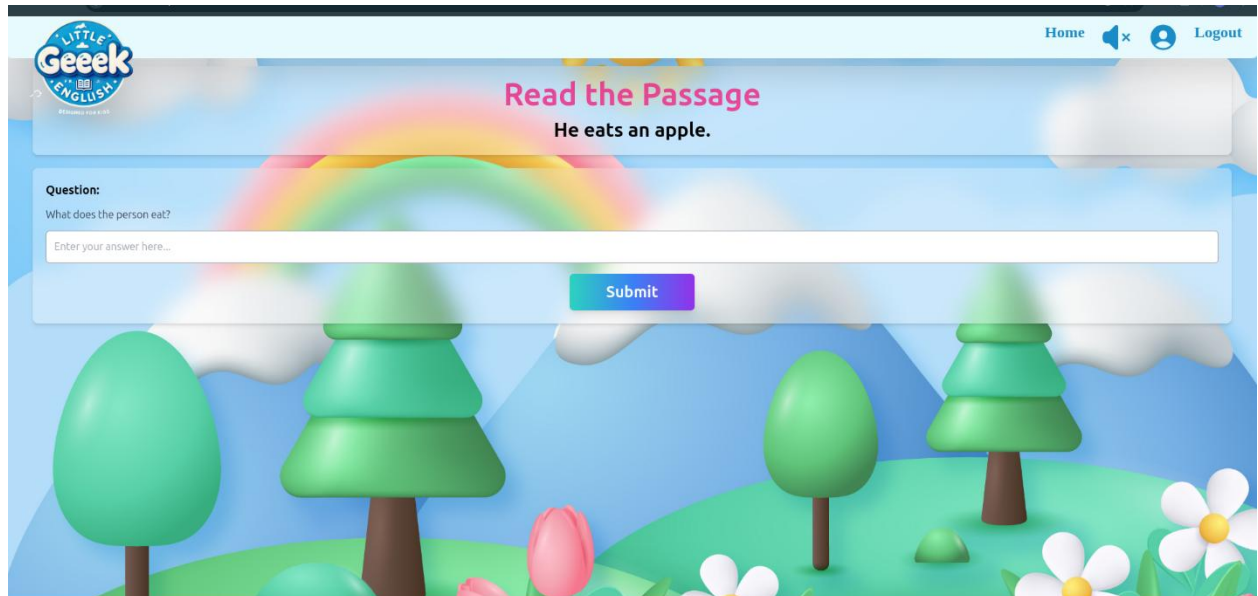 Home
Logout
LITTLE
Geeek
ENGLLISH
Read the Passage
He eats an apple.
Question:
What does the person eat?
Enter your answer here...
Submit